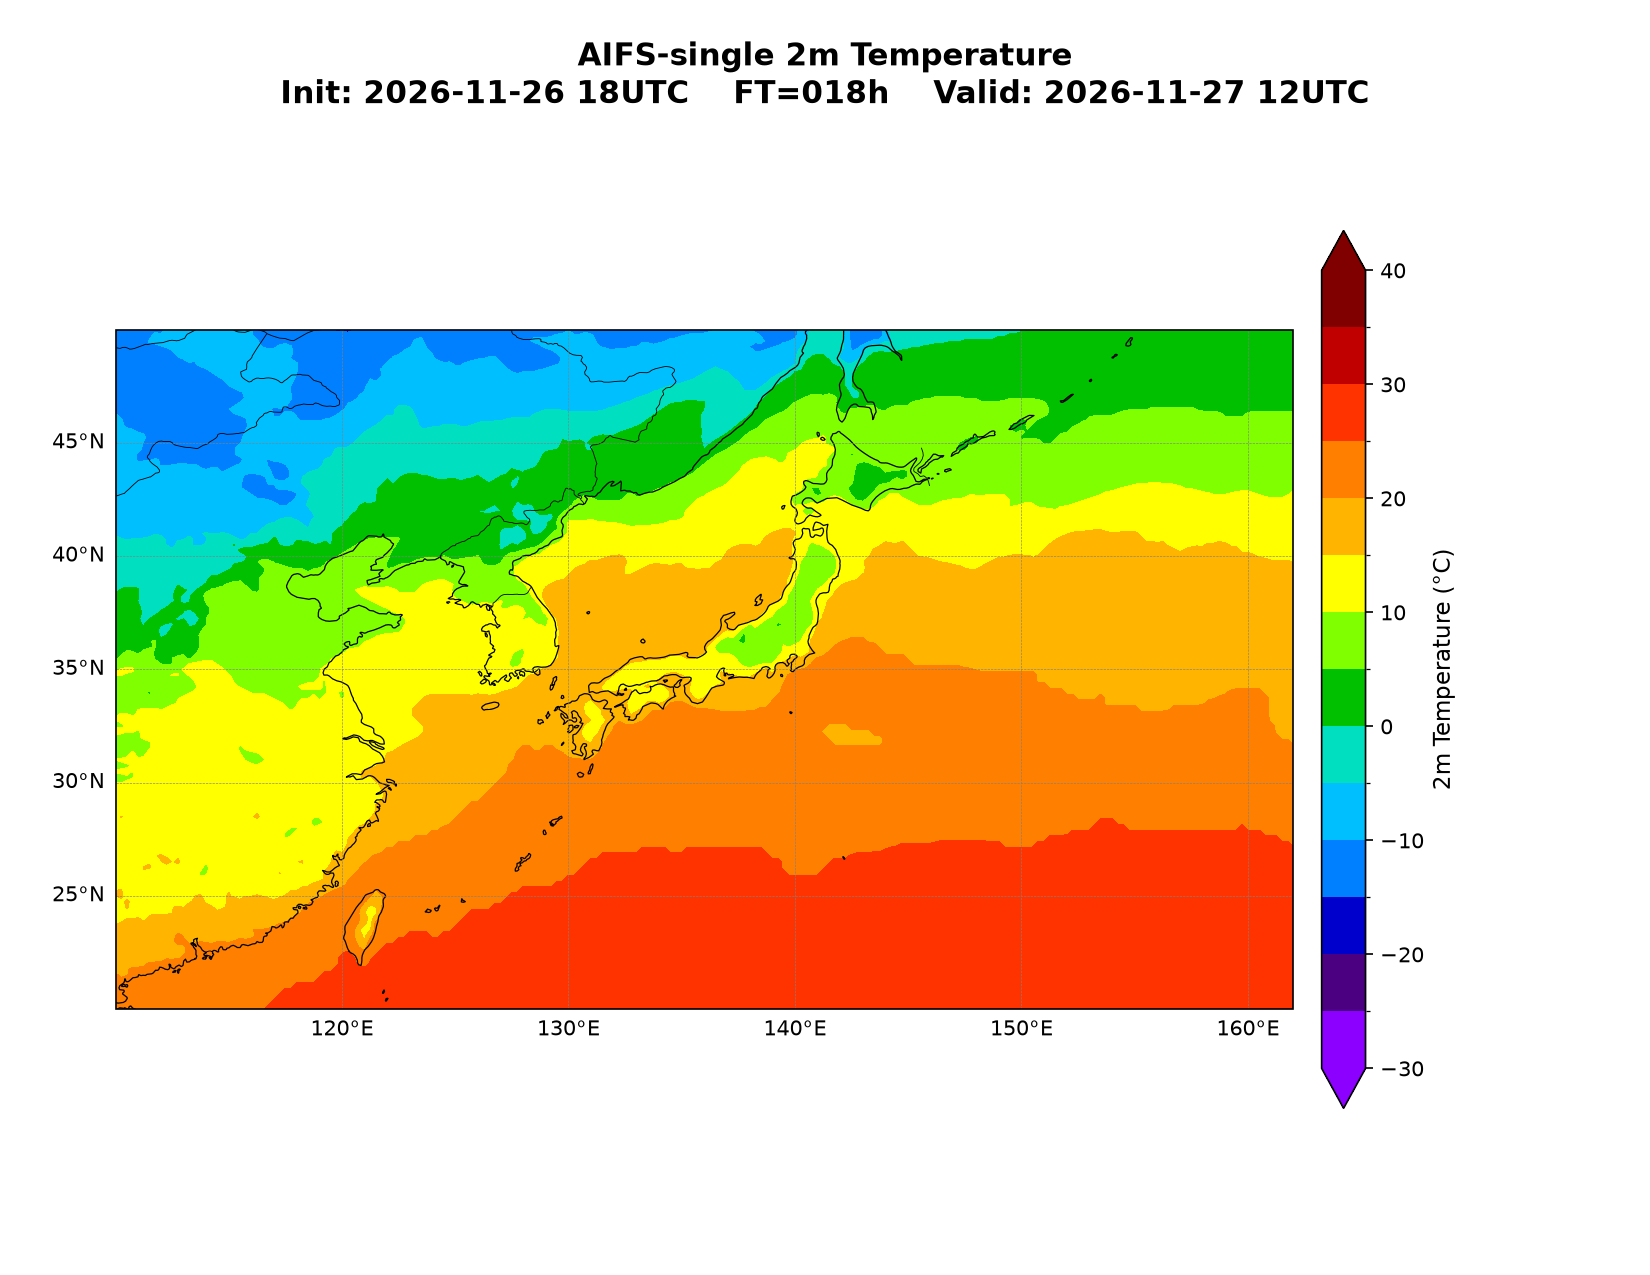 AIFS-single 2m Temperature
Init: 2026-11-26 18UTC    FT=018h    Valid: 2026-11-27 12UTC
45°N
40°N
35°N
30°N
25°N
120°E
130°E
140°E
150°E
160°E
40
30
20
10
0
−10
−20
−30
2m Temperature (°C)